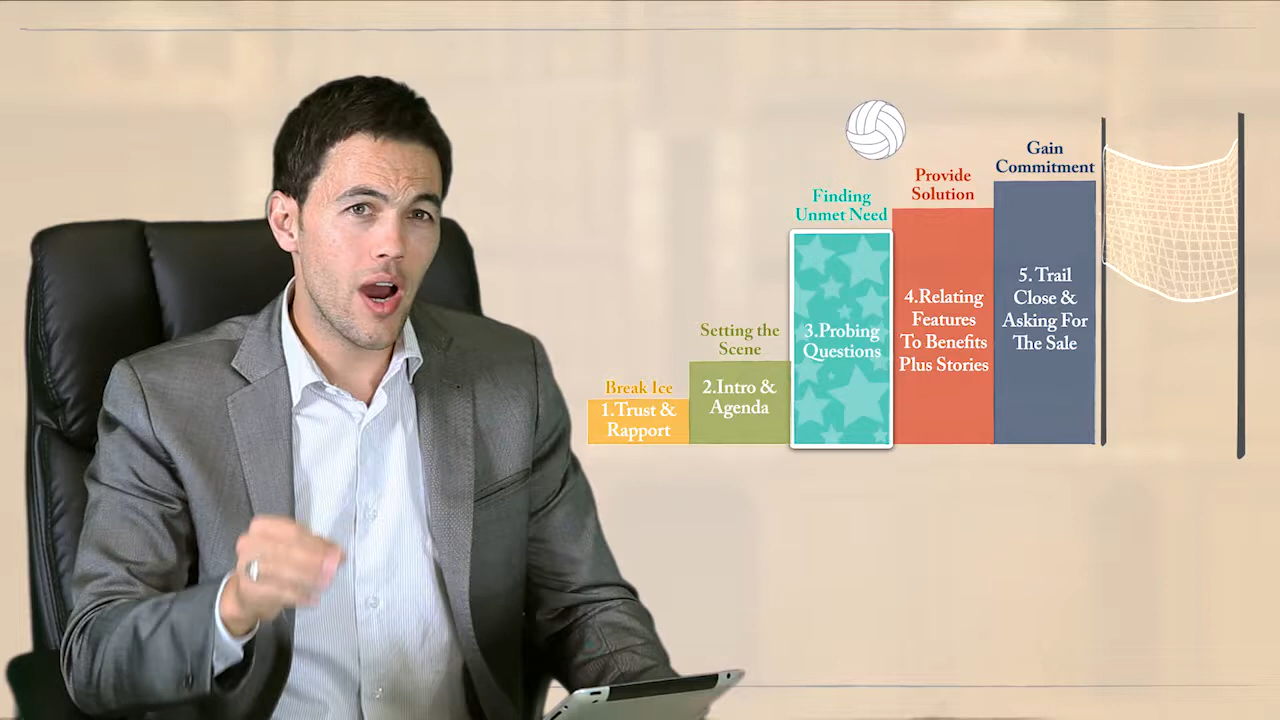 Break Ice
1.Trust &
Rapport
Setting the
Scene
2.Intro &
Agenda
Finding
Unmet Need
3.Probing
Questions
Provide
Solution
4.Relating
Features
To Benefits
Plus Stories
Gain
Commitment
5. Trail
Close &
Asking For
The Sale